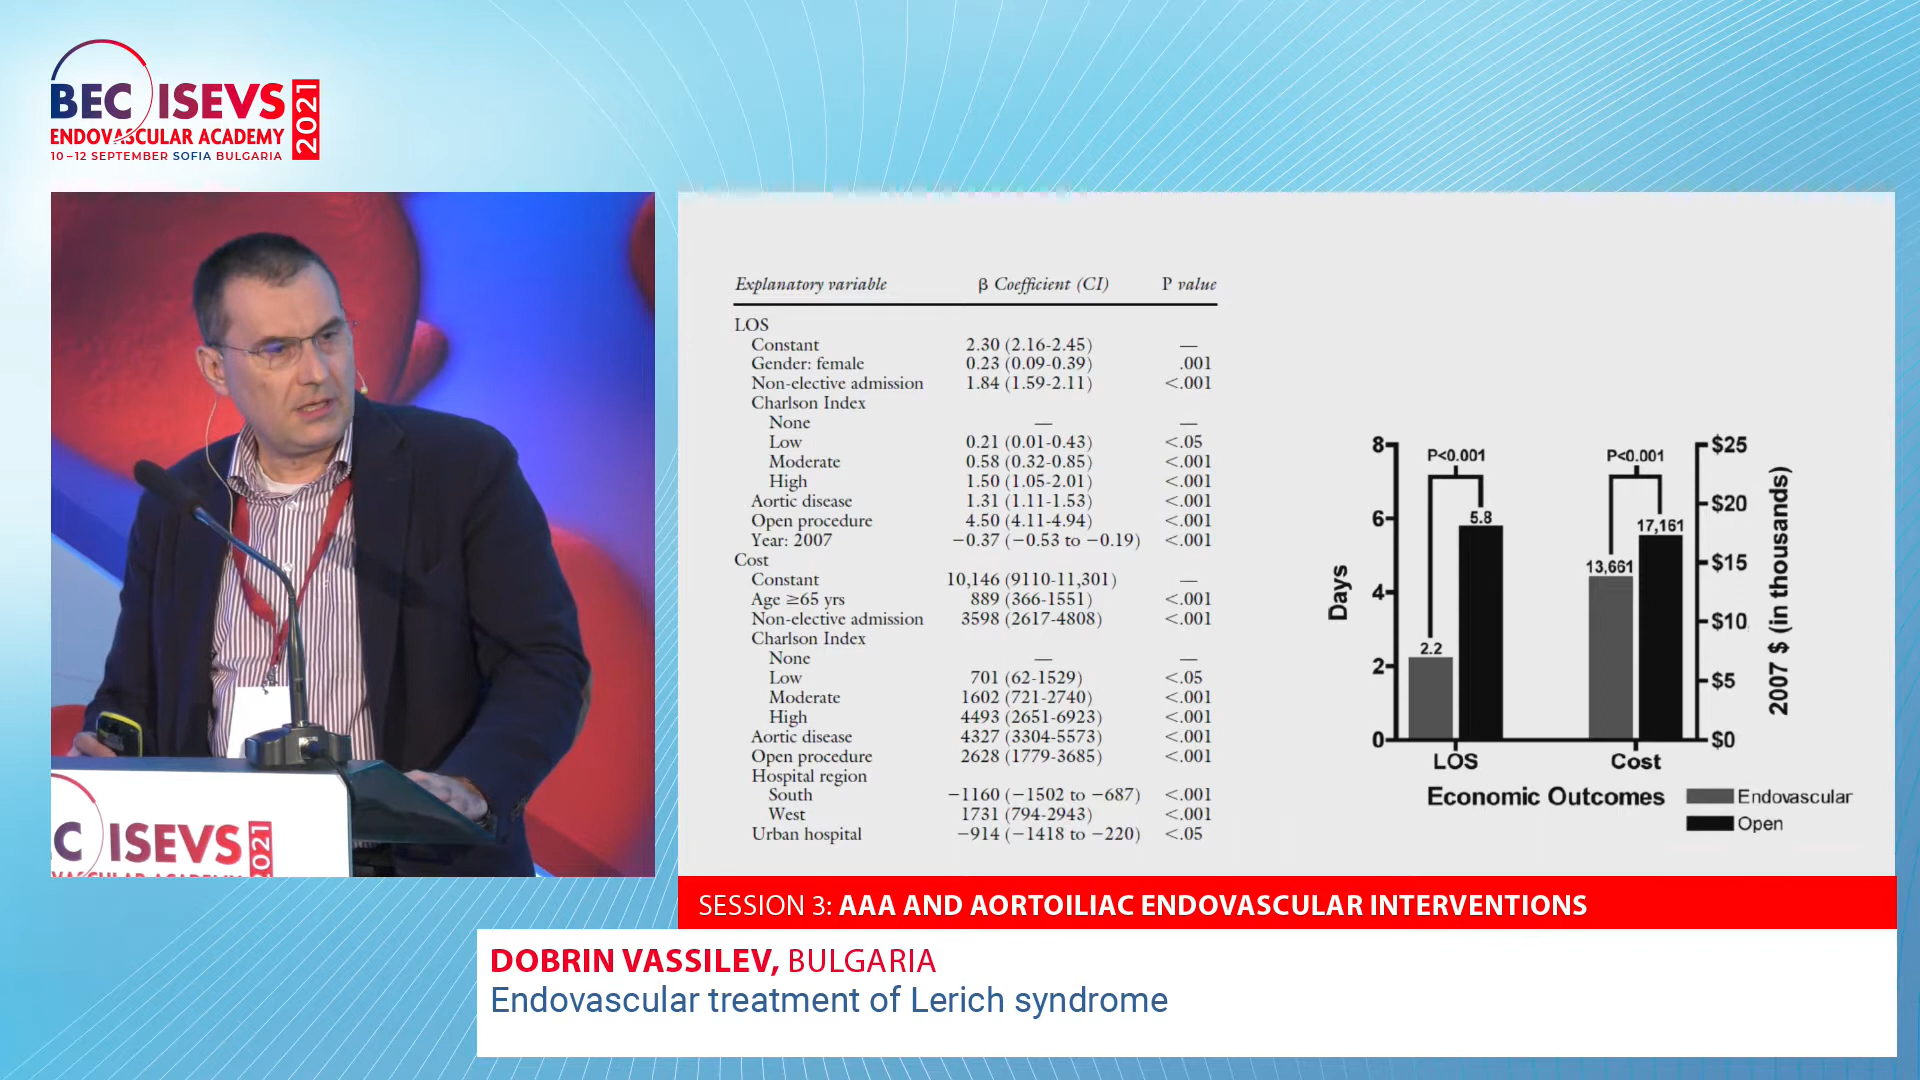 BEC ISEVS 2021
ENDOVASCULAR ACADEMY
10–12 SEPTEMBER SOFIA BULGARIA
C ISEVS 2021
Explanatory variable β Coefficient (CI) P value
LOS
Constant 2.30 (2.16-2.45) —
Gender: female 0.23 (0.09-0.39) .001
Non-elective admission 1.84 (1.59-2.11) <.001
Charlson Index
None — —
Low 0.21 (0.01-0.43) <.05
Moderate 0.58 (0.32-0.85) <.001
High 1.50 (1.05-2.01) <.001
Aortic disease 1.31 (1.11-1.53) <.001
Open procedure 4.50 (4.11-4.94) <.001
Year: 2007 −0.37 (−0.53 to −0.19) <.001
Cost
Constant 10,146 (9110-11,301) —
Age ≥65 yrs 889 (366-1551) <.001
Non-elective admission 3598 (2617-4808) <.001
Charlson Index
None — —
Low 701 (62-1529) <.05
Moderate 1602 (721-2740) <.001
High 4493 (2651-6923) <.001
Aortic disease 4327 (3304-5573) <.001
Open procedure 2628 (1779-3685) <.001
Hospital region
South −1160 (−1502 to −687) <.001
West 1731 (794-2943) <.001
Urban hospital −914 (−1418 to −220) <.05
8 $25
P<0.001 P<0.001
$20
6 5.8 17,161
13,661 $15
Days
4
$10
2.2
2 $5
0 $0
2007 $ (in thousands)
LOS Cost
Economic Outcomes
Endovascular
Open
SESSION 3: AAA AND AORTOILIAC ENDOVASCULAR INTERVENTIONS
DOBRIN VASSILEV, BULGARIA
Endovascular treatment of Lerich syndrome